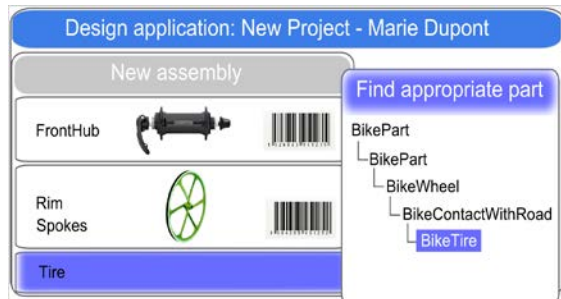 Design application: New Project - Marie Dupont
New assembly
Find appropriate part
FrontHub
BikePart
BikePart
BikeWheel
BikeContactWithRoad
BikeTire
Rim
Spokes
Tire